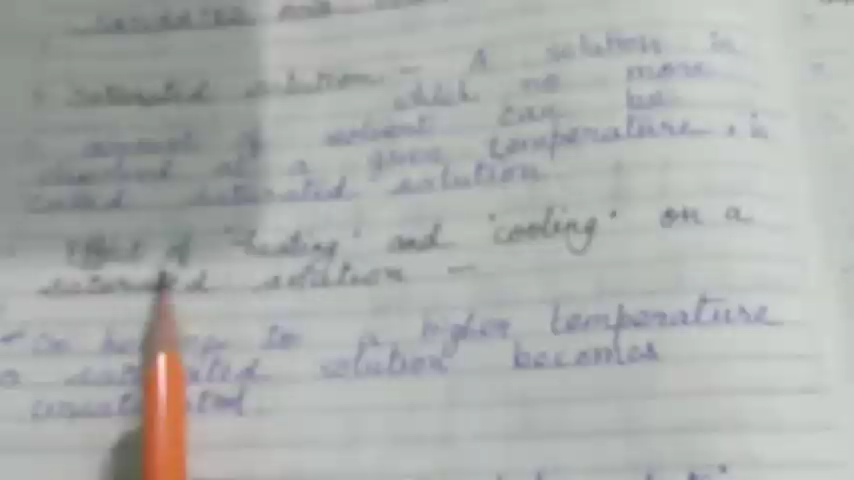 saturated solution - A solution in
which no more
amount of solvent can be
dissolved at a given temperature, is
called saturated solution
Effect of "heating" and 'cooling' on a
saturated solution -
On heating to a higher temperature
a saturated solution becomes
unsaturated.